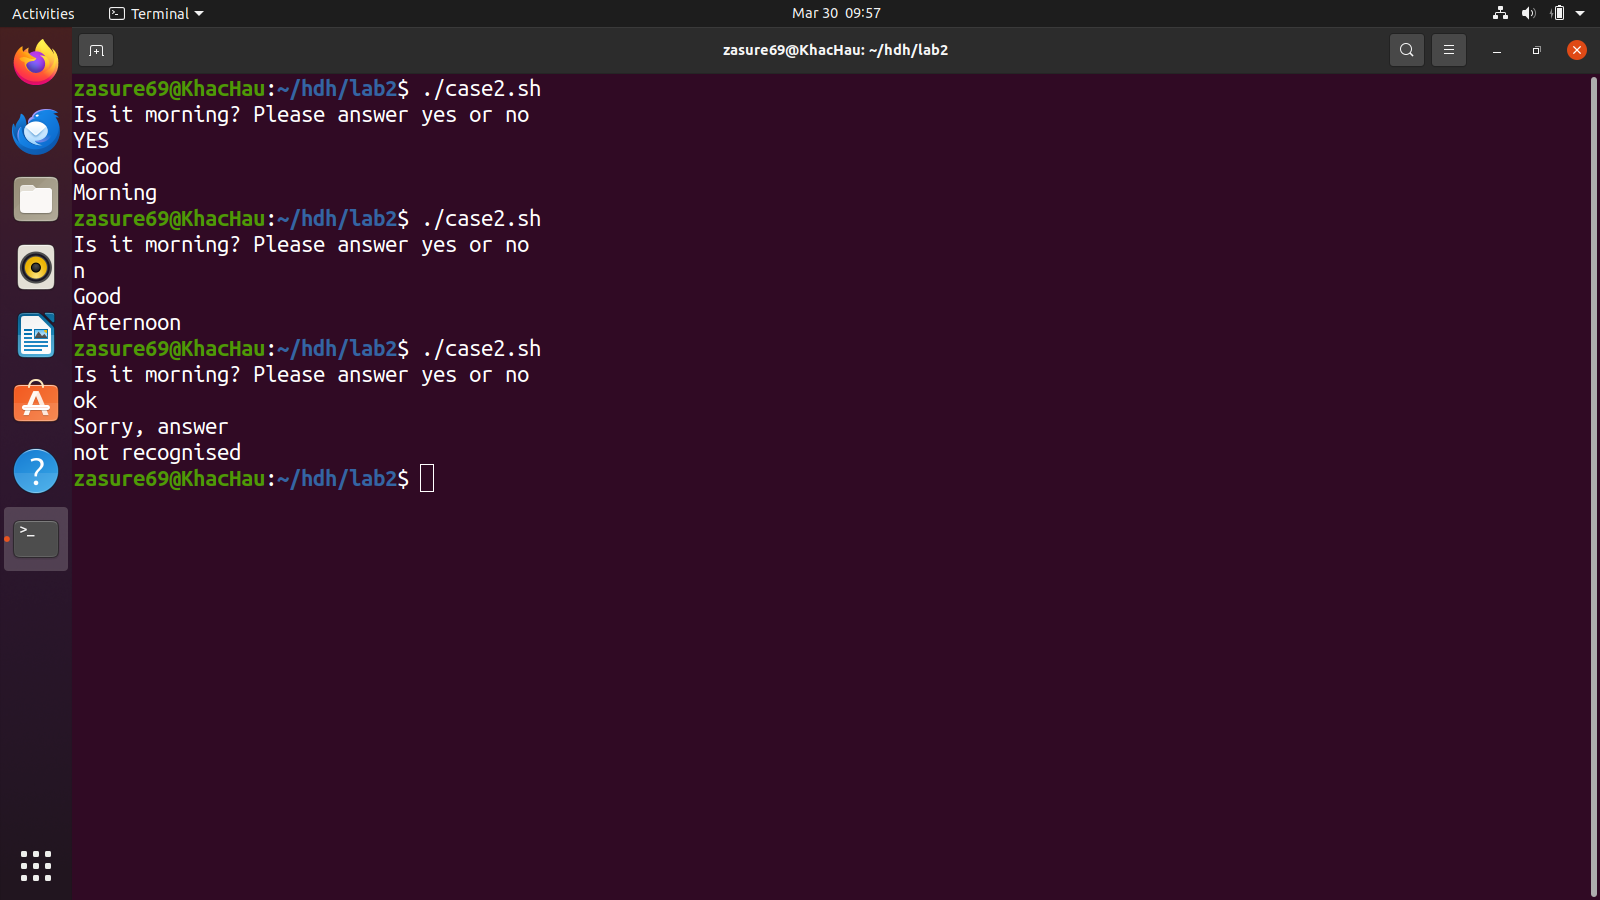 Activities
Terminal
Mar 30 09:57
zasure69@KhacHau: ~/hdh/lab2
zasure69@KhacHau:~/hdh/lab2$ ./case2.sh
Is it morning? Please answer yes or no
YES
Good
Morning
zasure69@KhacHau:~/hdh/lab2$ ./case2.sh
Is it morning? Please answer yes or no
n
Good
Afternoon
zasure69@KhacHau:~/hdh/lab2$ ./case2.sh
Is it morning? Please answer yes or no
ok
Sorry, answer
not recognised
zasure69@KhacHau:~/hdh/lab2$